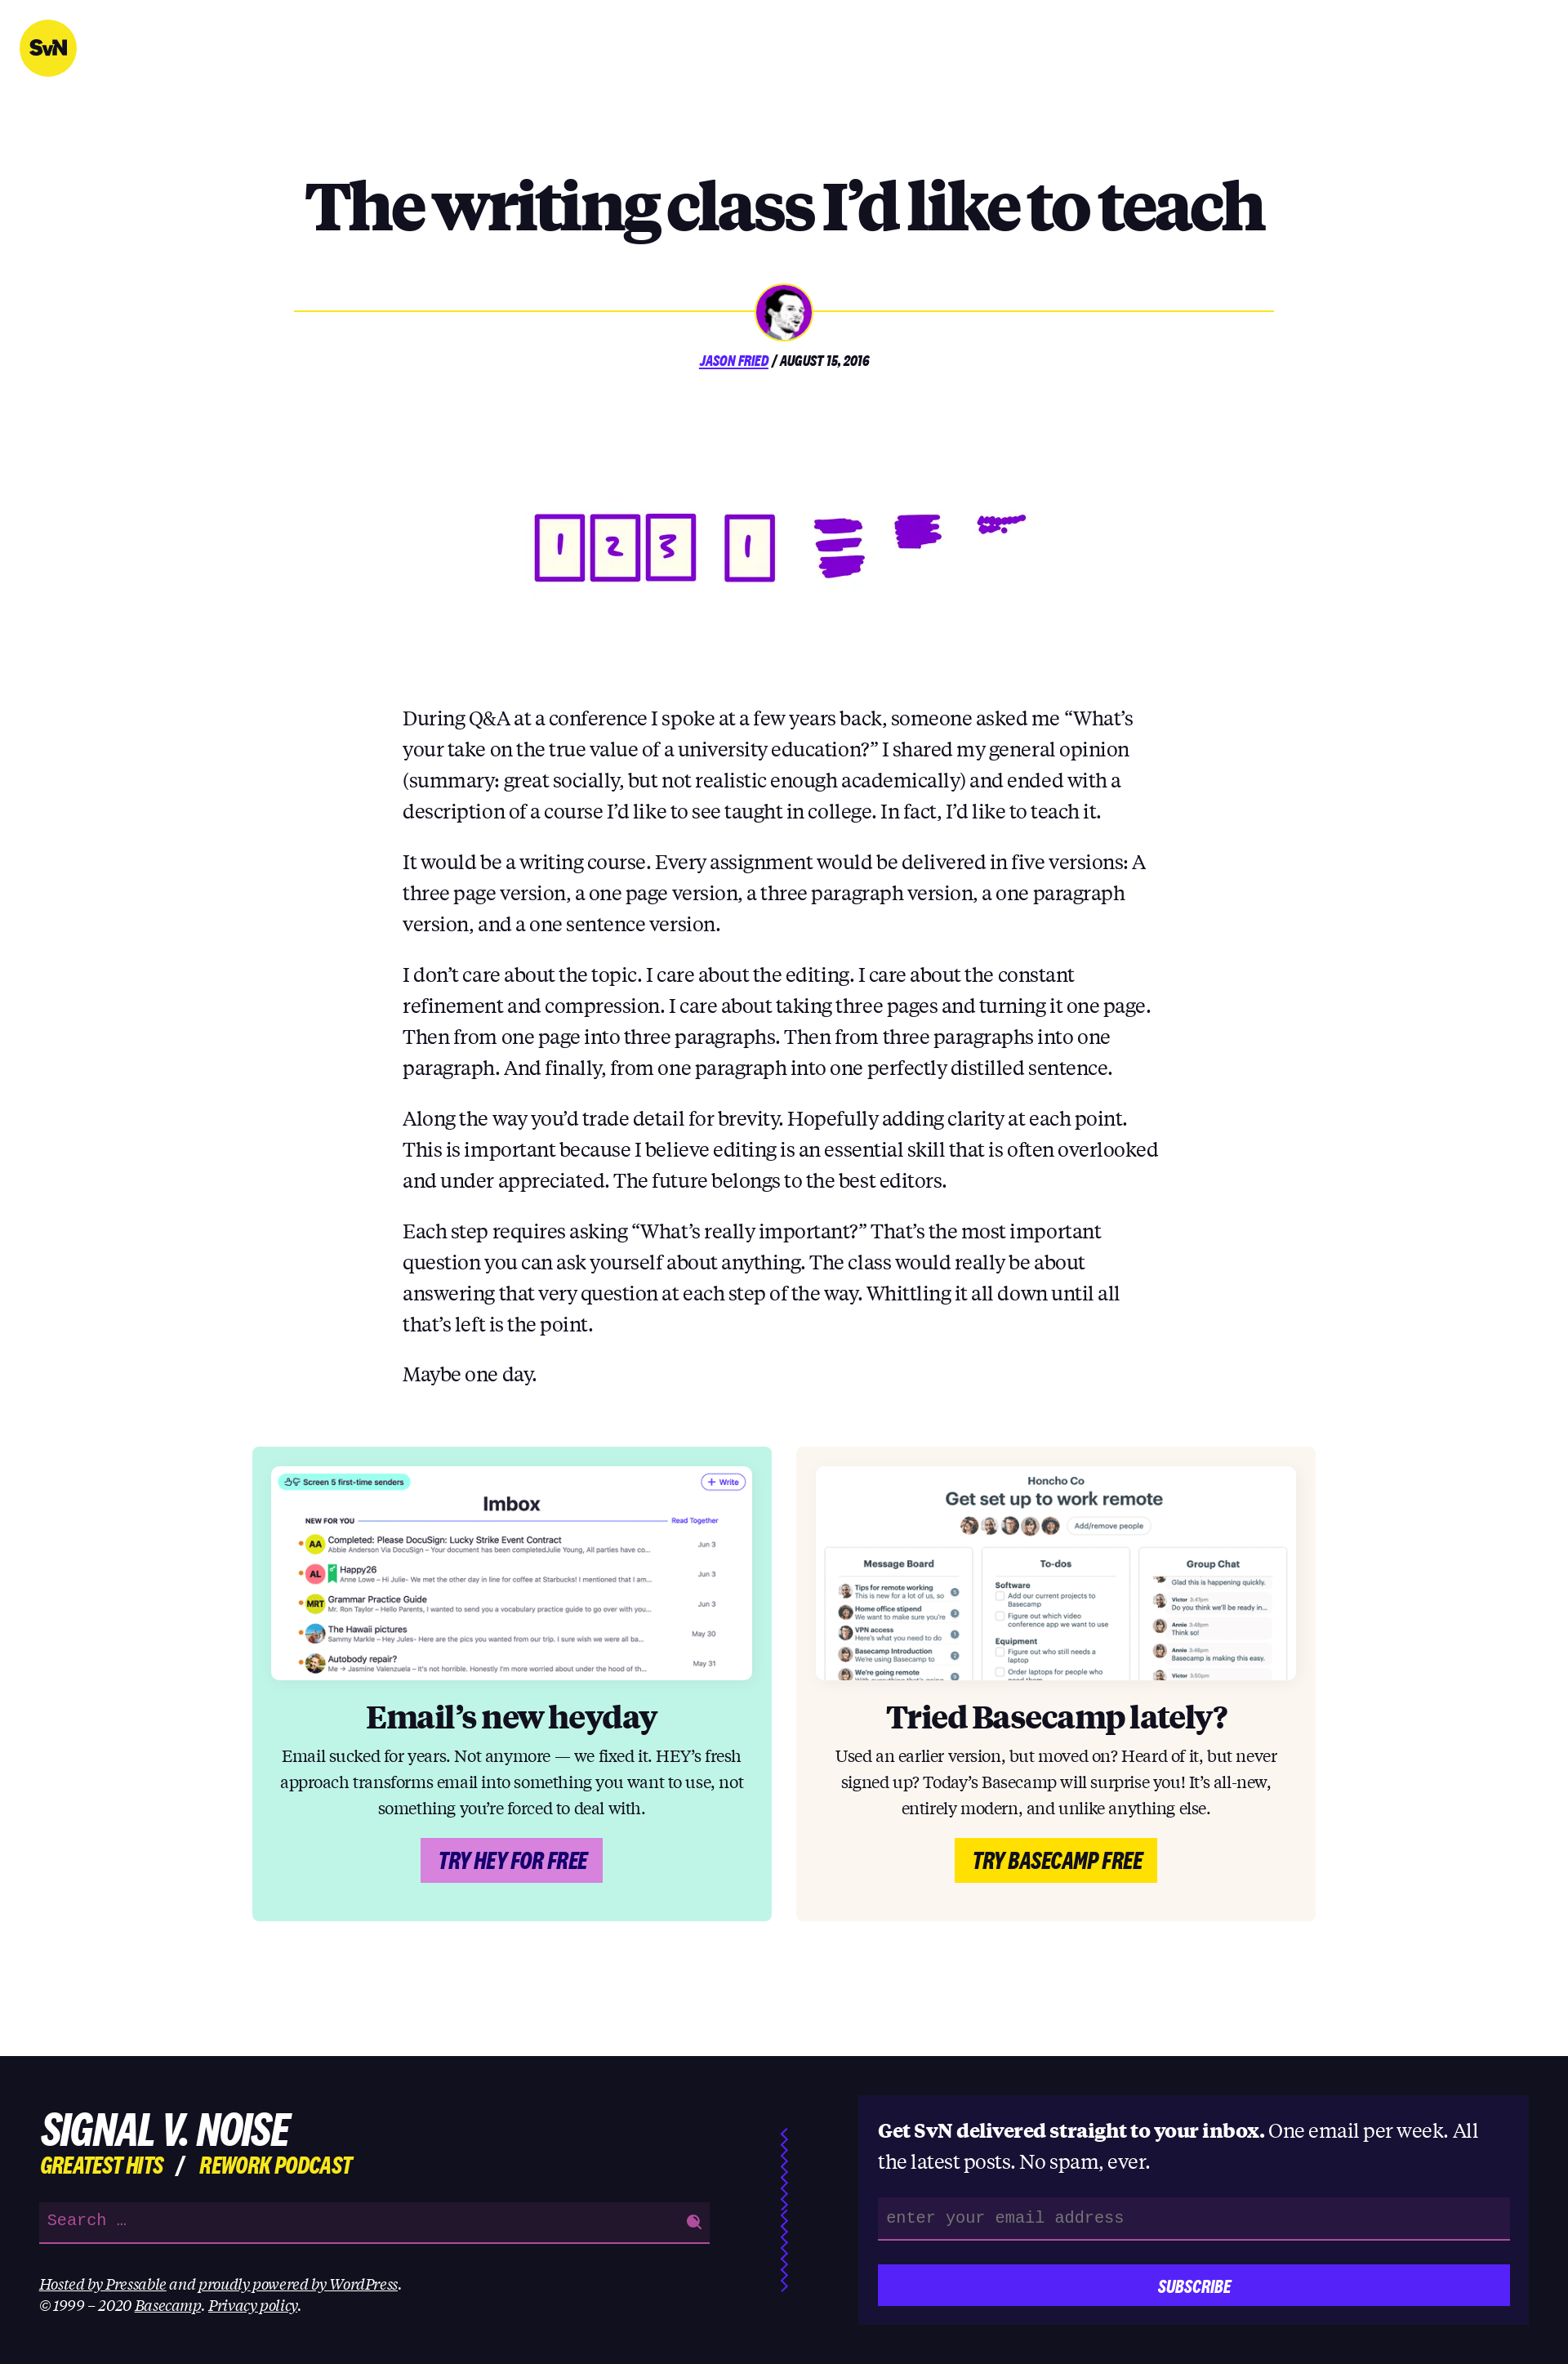 SvN
The writing class I’d like to teach
JASON FRIED / AUGUST 15, 2016
1 2 3 1
During Q&A at a conference I spoke at a few years back, someone asked me “What’s
your take on the true value of a university education?” I shared my general opinion
(summary: great socially, but not realistic enough academically) and ended with a
description of a course I’d like to see taught in college. In fact, I’d like to teach it.
It would be a writing course. Every assignment would be delivered in five versions: A
three page version, a one page version, a three paragraph version, a one paragraph
version, and a one sentence version.
I don’t care about the topic. I care about the editing. I care about the constant
refinement and compression. I care about taking three pages and turning it one page.
Then from one page into three paragraphs. Then from three paragraphs into one
paragraph. And finally, from one paragraph into one perfectly distilled sentence.
Along the way you’d trade detail for brevity. Hopefully adding clarity at each point.
This is important because I believe editing is an essential skill that is often overlooked
and under appreciated. The future belongs to the best editors.
Each step requires asking “What’s really important?” That’s the most important
question you can ask yourself about anything. The class would really be about
answering that very question at each step of the way. Whittling it all down until all
that’s left is the point.
Maybe one day.
Screen 5 first-time senders
+ Write
Imbox
NEW FOR YOU
Read Together
AA Completed: Please DocuSign: Lucky Strike Event Contract
Abbie Anderson Via DocuSign – Your document has been completedJulie Young, All parties have co...
Jun 3
AL Happy26
Anne Lowe – Hi Julie- We met the other day in line for coffee at Starbucks! I mentioned that I am...
Jun 3
MRT Grammar Practice Guide
Mr. Ron Taylor – Hello Parents, I wanted to send you a vocabulary practice guide to go over with you...
Jun 3
The Hawaii pictures
Sammy Markle – Hey Jules- Here are the pics you wanted from our trip. I sure wish we were all ba...
May 30
Autobody repair?
Me → Jasmine Valenzuela – It's not horrible. Honestly I'm more worried about under the hood of th...
May 31
Email’s new heyday
Email sucked for years. Not anymore — we fixed it. HEY’s fresh
approach transforms email into something you want to use, not
something you’re forced to deal with.
TRY HEY FOR FREE
Honcho Co
Get set up to work remote
Add/remove people
Message Board
Tips for remote working
This is new for a lot of us, so
Home office stipend
We want to make sure you're
VPN access
Here's what you need to do
Basecamp Introduction
We're using Basecamp to
We're going remote
To-dos
Software
Add our current projects to
Basecamp
Figure out which video
conference app we want to use
Equipment
Figure out who still needs a
laptop
Order laptops for people who
Group Chat
Glad this is happening quickly.
Victor 3:47pm
Do you think we'll be ready in...
Annie 3:48pm
Think so!
Annie 3:48pm
Basecamp is making this easy.
Victor 3:50pm
Tried Basecamp lately?
Used an earlier version, but moved on? Heard of it, but never
signed up? Today’s Basecamp will surprise you! It’s all-new,
entirely modern, and unlike anything else.
TRY BASECAMP FREE
SIGNAL V. NOISE
GREATEST HITS / REWORK PODCAST
Search …
Hosted by Pressable and proudly powered by WordPress.
© 1999 – 2020 Basecamp. Privacy policy.
Get SvN delivered straight to your inbox. One email per week. All
the latest posts. No spam, ever.
enter your email address
SUBSCRIBE